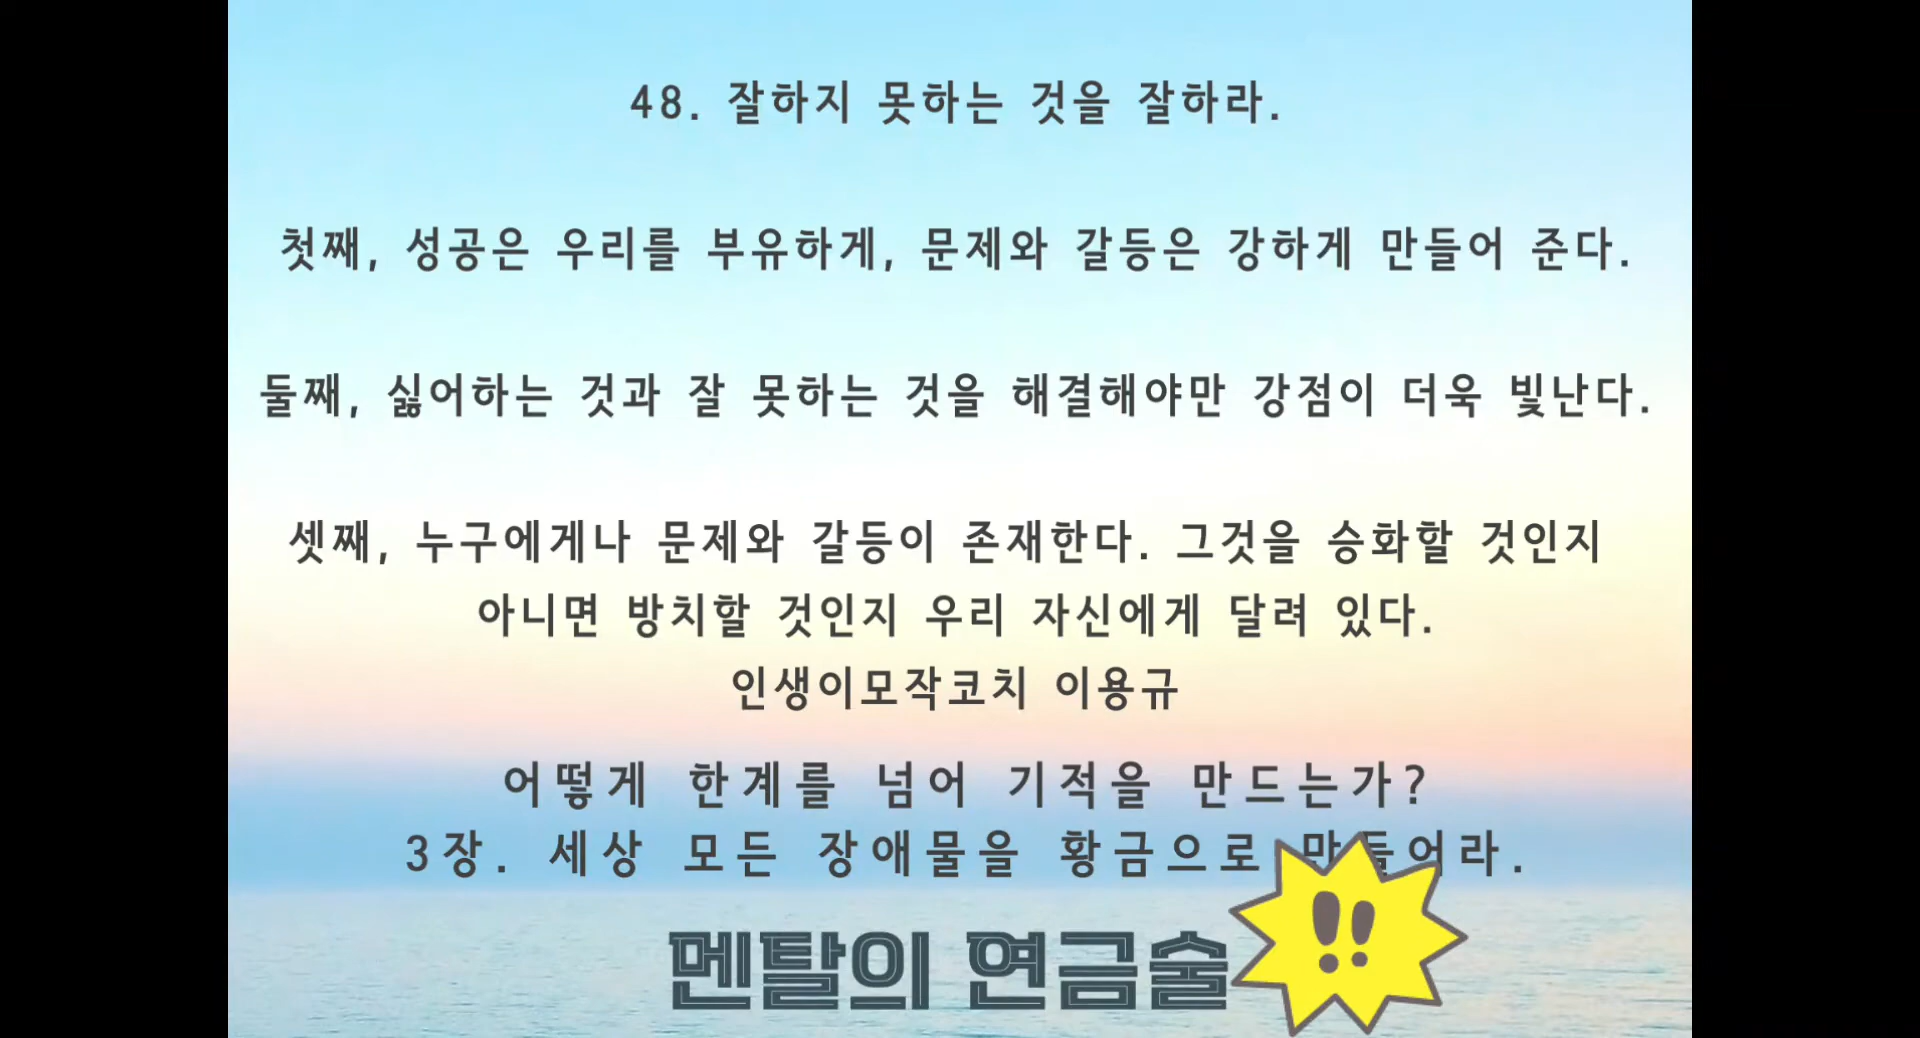 48. 잘하지 못하는 것을 잘하라.
첫째, 성공은 우리를 부유하게, 문제와 갈등은 강하게 만들어 준다.
둘째, 싫어하는 것과 잘 못하는 것을 해결해야만 강점이 더욱 빛난다.
셋째, 누구에게나 문제와 갈등이 존재한다. 그것을 승화할 것인지
아니면 방치할 것인지 우리 자신에게 달려 있다.
인생이모작코치 이용규
어떻게 한계를 넘어 기적을 만드는가?
3장. 세상 모든 장애물을 황금으로 만들어라.
멘탈의 연금술
!!